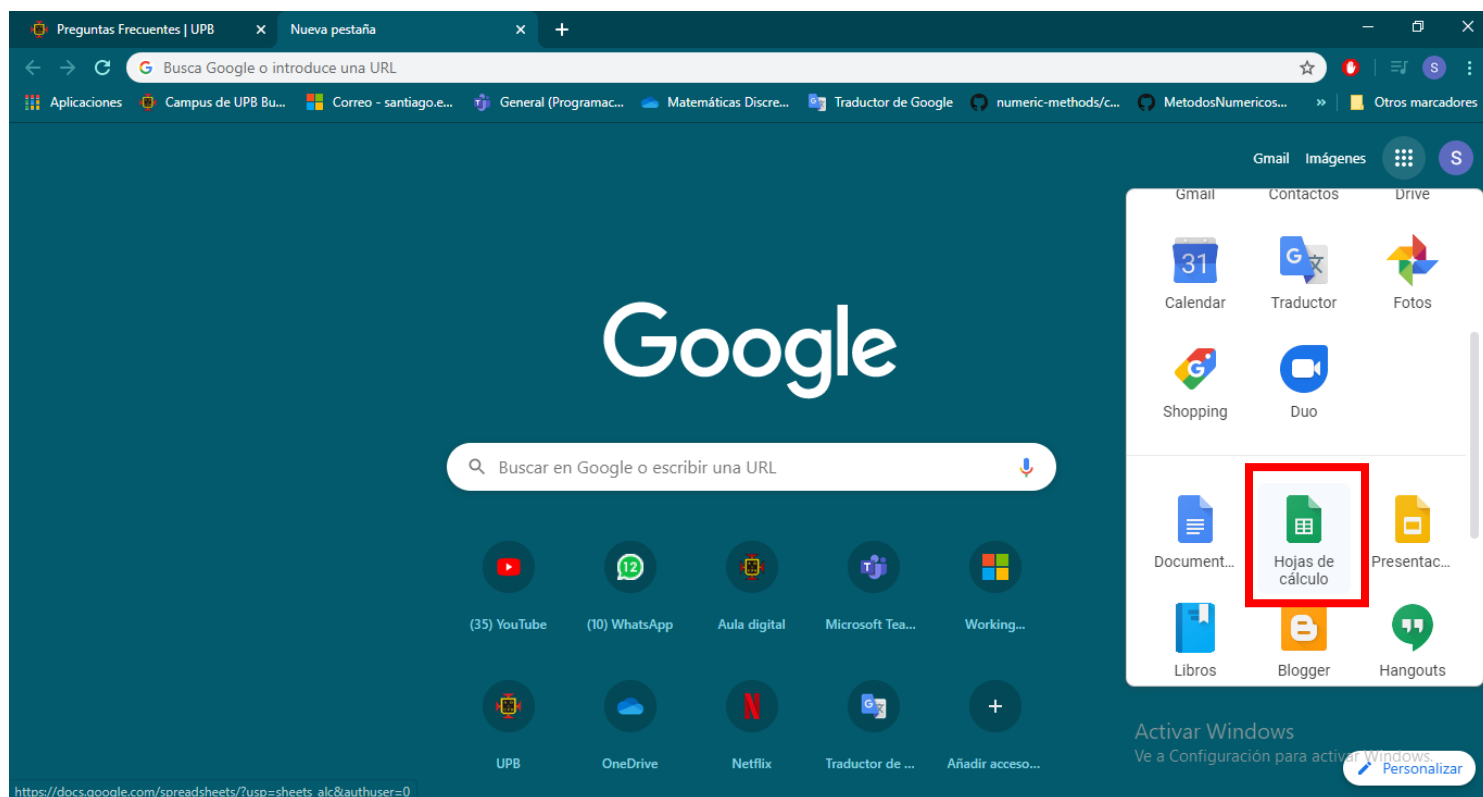 Preguntas Frecuentes | UPB
Nueva pestaña
Busca Google o introduce una URL
Aplicaciones
Campus de UPB Bu...
Correo - santiago.e...
General (Programac...
Matemáticas Discre...
Traductor de Google
numeric-methods/c...
MetodosNumericos...
»
Otros marcadores
S
Gmail
Imágenes
S
Gmail
Contactos
Drive
31
Calendar
Traductor
Fotos
Shopping
Duo
Google
Buscar en Google o escribir una URL
Document...
Hojas de
cálculo
Presentac...
Libros
Blogger
Hangouts
12
(35) YouTube
(10) WhatsApp
Aula digital
Microsoft Tea...
Working...
UPB
OneDrive
Netflix
Traductor de ...
Añadir acceso...
Activar Windows
Ve a Configuración para activar Windows.
Personalizar
https://docs.google.com/spreadsheets/?usp=sheets_alc&authuser=0